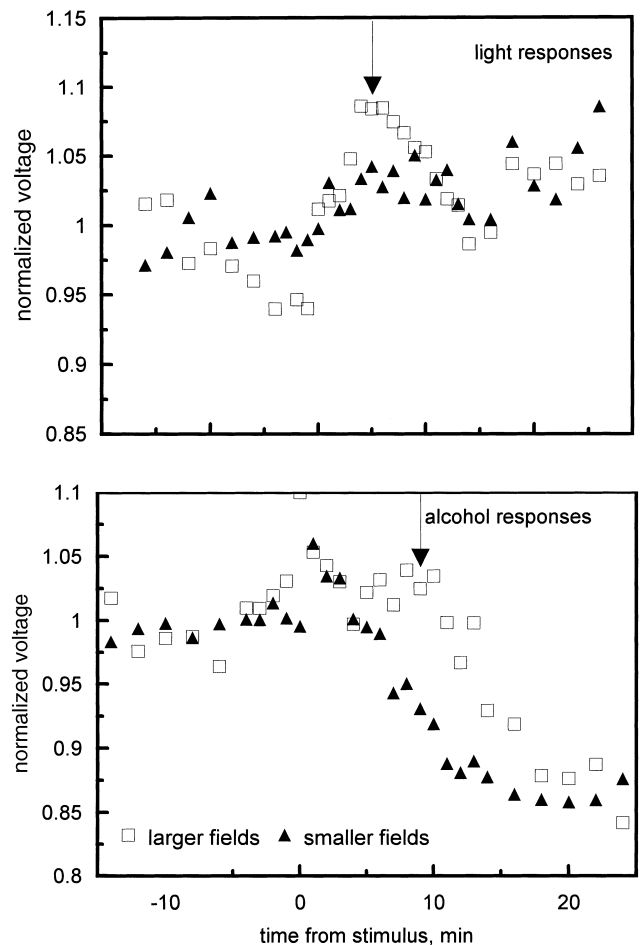 1.15
light responses
1.1
1.05
1
0.95
0.9
0.85
normalized voltage
1.1
alcohol responses
1.05
1
0.95
0.9
0.85
0.8
normalized voltage
□ larger fields ▲ smaller fields
-10 0 10 20
time from stimulus, min